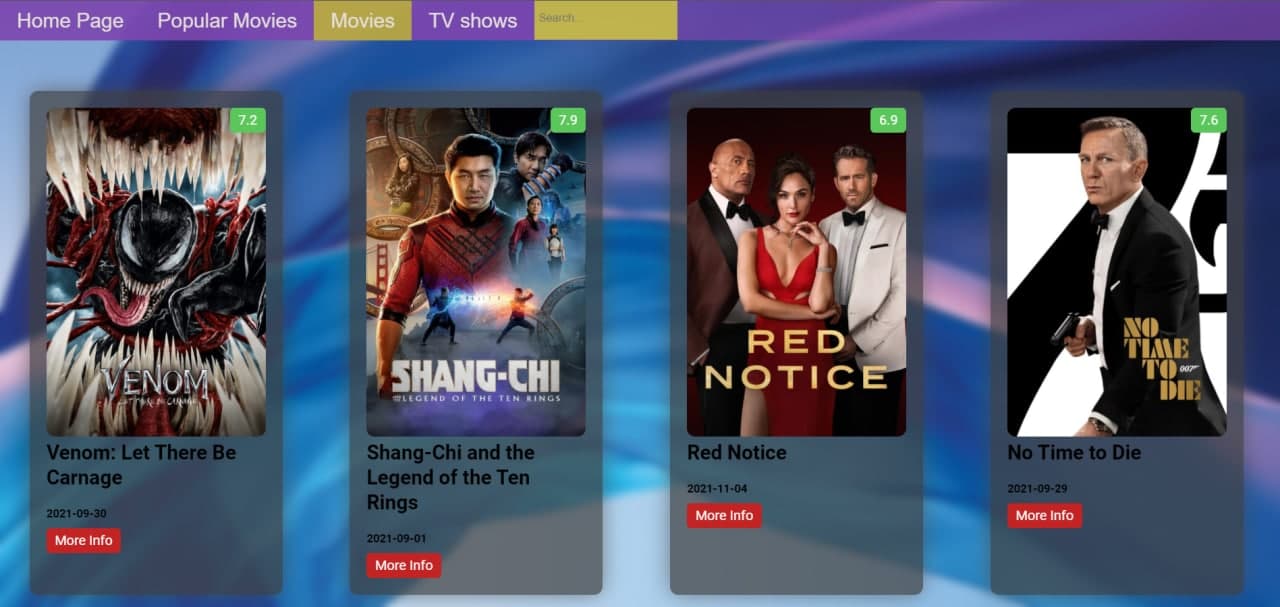 Home Page Popular Movies Movies TV shows Search...
7.2
VENOM
LET THERE BE CARNAGE
Venom: Let There Be
Carnage
2021-09-30
More Info
7.9
SHANG-CHI
AND THE LEGEND OF THE TEN RINGS
Shang-Chi and the
Legend of the Ten
Rings
2021-09-01
More Info
6.9
RED
NOTICE
Red Notice
2021-11-04
More Info
7.6
NO
TIME
TO 007
DIE
No Time to Die
2021-09-29
More Info